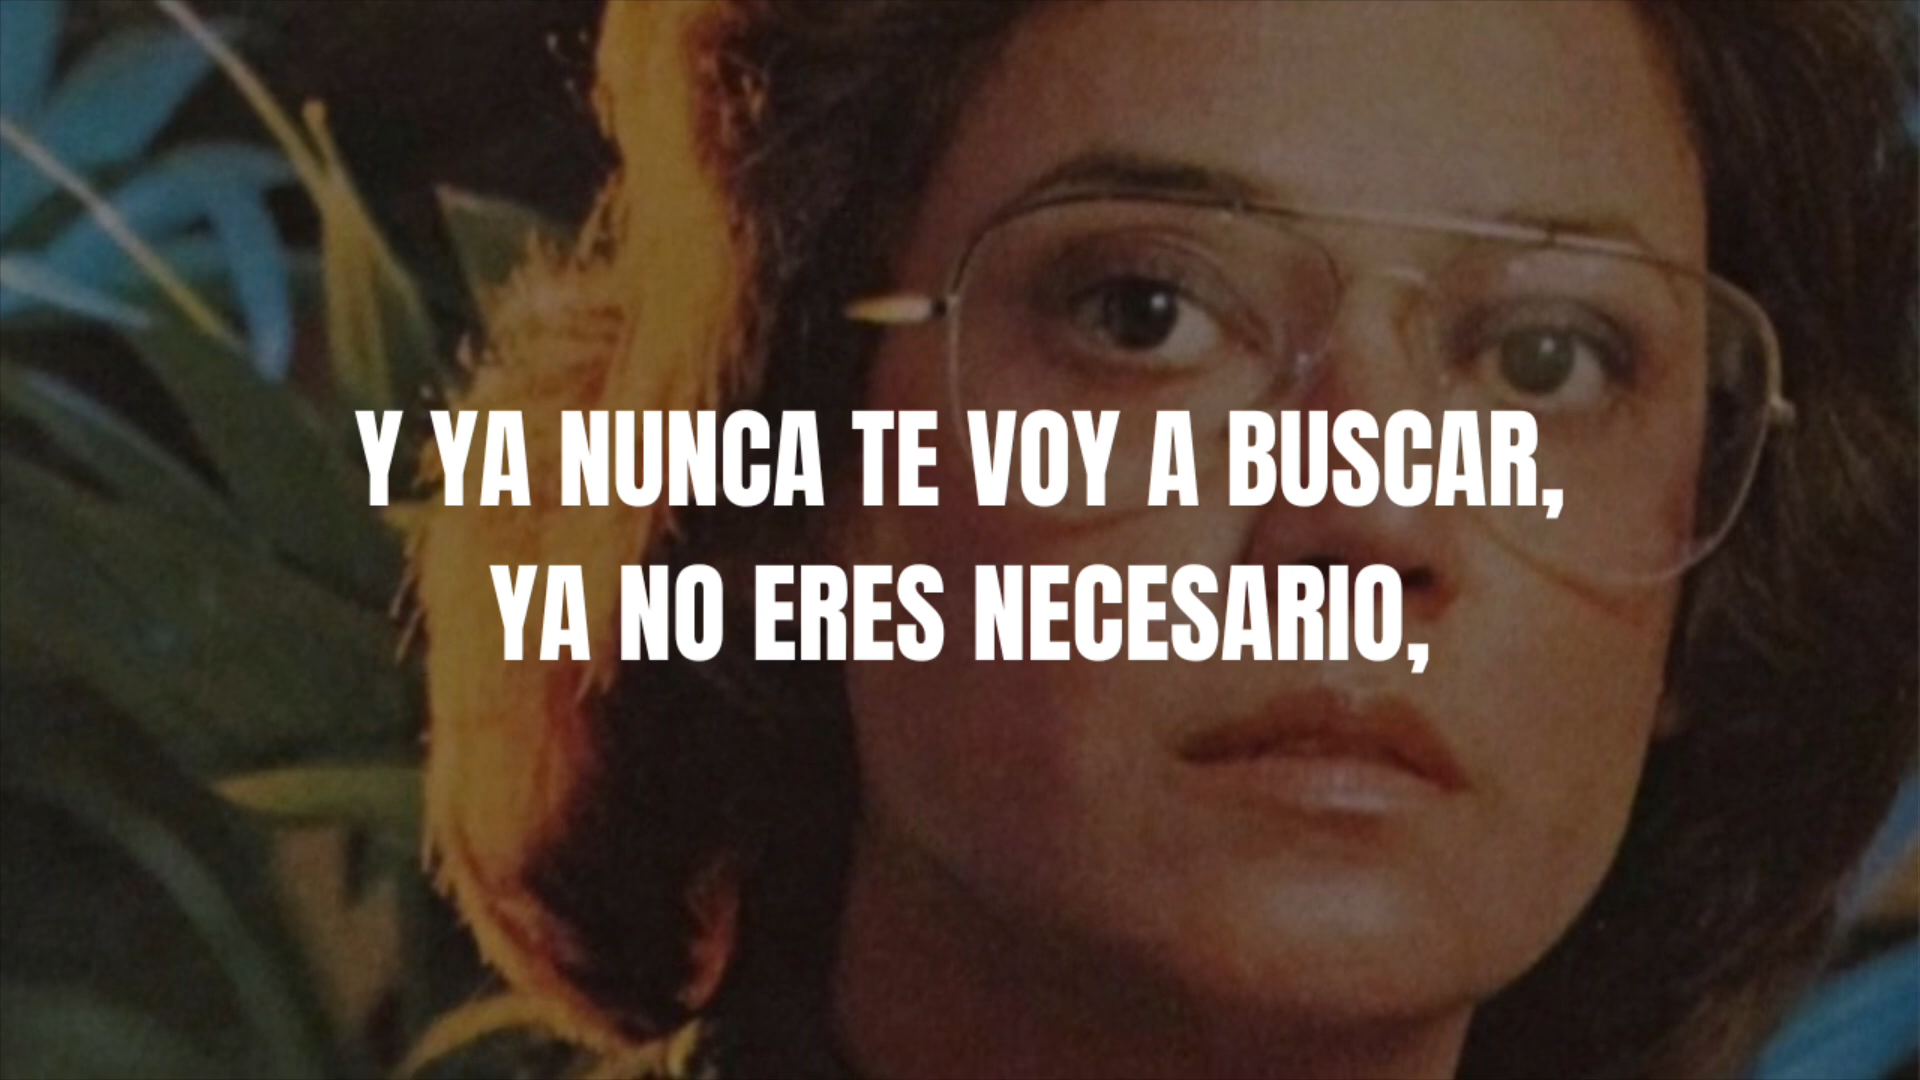 Y YA NUNCA TE VOY A BUSCAR,
YA NO ERES NECESARIO,